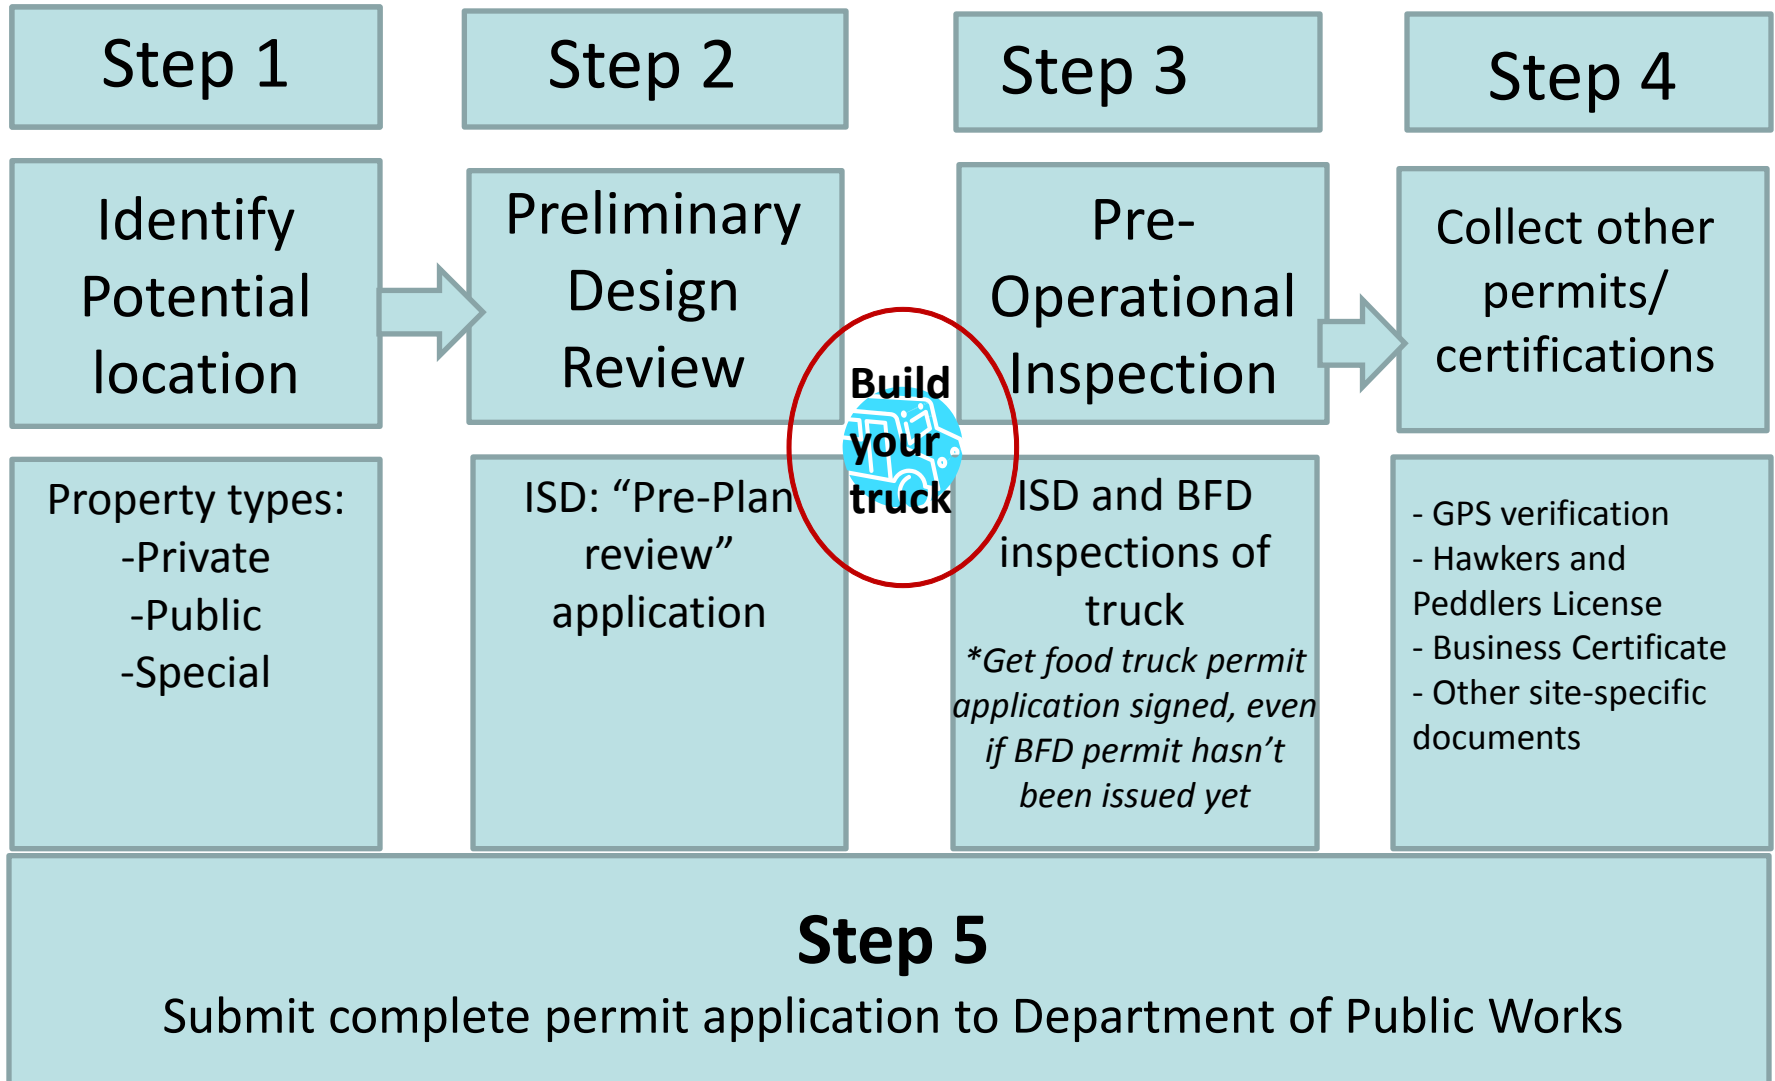 Step 1
Step 2
Step 3
Step 4
Identify
Potential
location
Preliminary
Design
Review
Build
your
truck
Pre-
Operational
Inspection
Collect other
permits/
certifications
Property types:
-Private
-Public
-Special
ISD: “Pre-Plan
review”
application
ISD and BFD
inspections of
truck
*Get food truck permit
application signed, even
if BFD permit hasn’t
been issued yet
- GPS verification
- Hawkers and
Peddlers License
- Business Certificate
- Other site-specific
documents
Step 5
Submit complete permit application to Department of Public Works